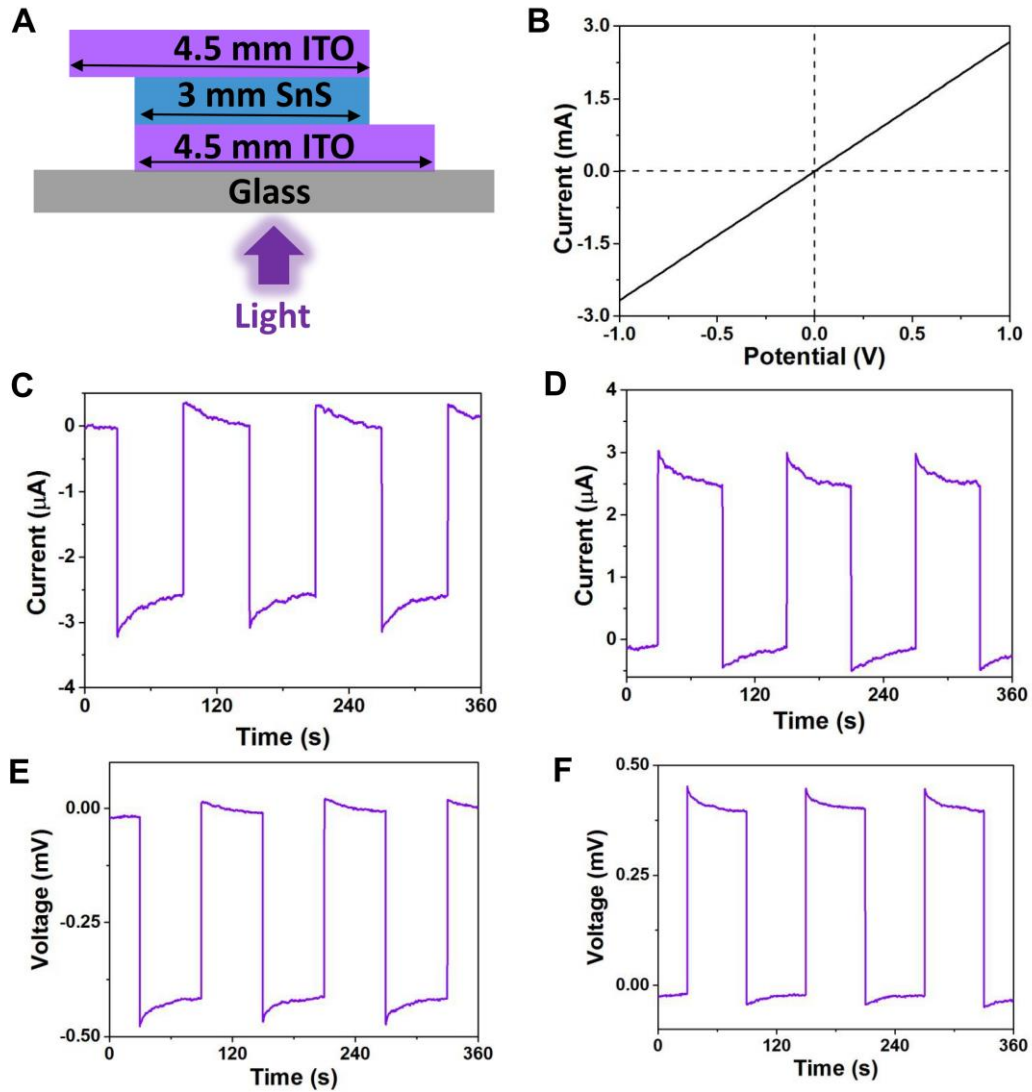 A
4.5 mm ITO
3 mm SnS
4.5 mm ITO
Glass
Light
B
Current (mA)
3.0
1.5
0.0
-1.5
-3.0
-1.0
-0.5
0.0
0.5
1.0
Potential (V)
C
Current (μA)
0
-1
-2
-3
-4
0
120
240
360
Time (s)
D
Current (μA)
4
3
2
1
0
0
120
240
360
Time (s)
E
Voltage (mV)
0.00
-0.25
-0.50
0
120
240
360
Time (s)
F
Voltage (mV)
0.50
0.25
0.00
0
120
240
360
Time (s)